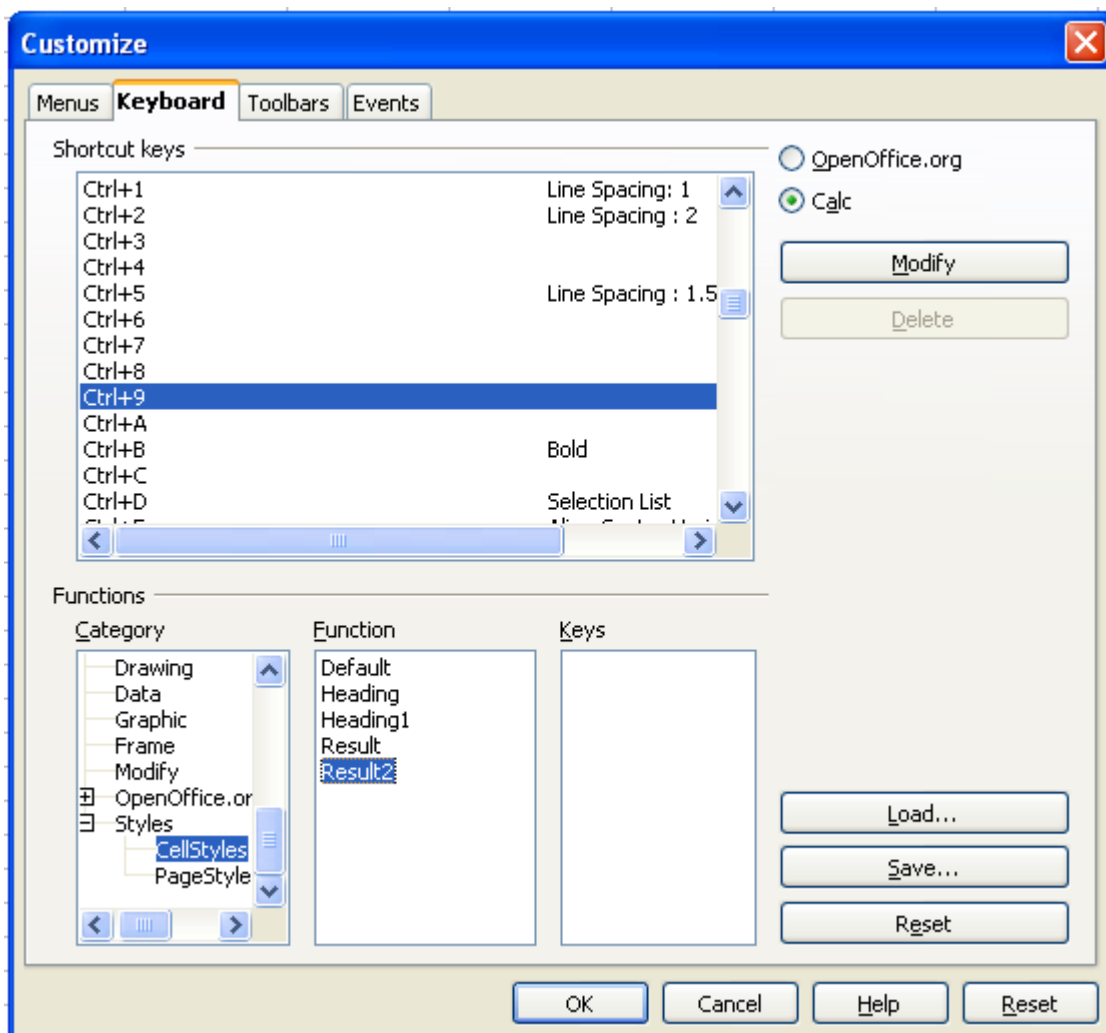 Customize
Menus Keyboard Toolbars Events
Shortcut keys
OpenOffice.org
Calc
Ctrl+1 Line Spacing: 1
Ctrl+2 Line Spacing : 2
Ctrl+3
Ctrl+4
Ctrl+5 Line Spacing : 1.5
Ctrl+6
Ctrl+7
Ctrl+8
Ctrl+9
Ctrl+A
Ctrl+B Bold
Ctrl+C
Ctrl+D Selection List
Modify
Delete
Functions
Category Function Keys
Drawing
Data
Graphic
Frame
Modify
OpenOffice.or
Styles
CellStyles
PageStyle
Default
Heading
Heading1
Result
Result2
Load...
Save...
Reset
OK Cancel Help Reset